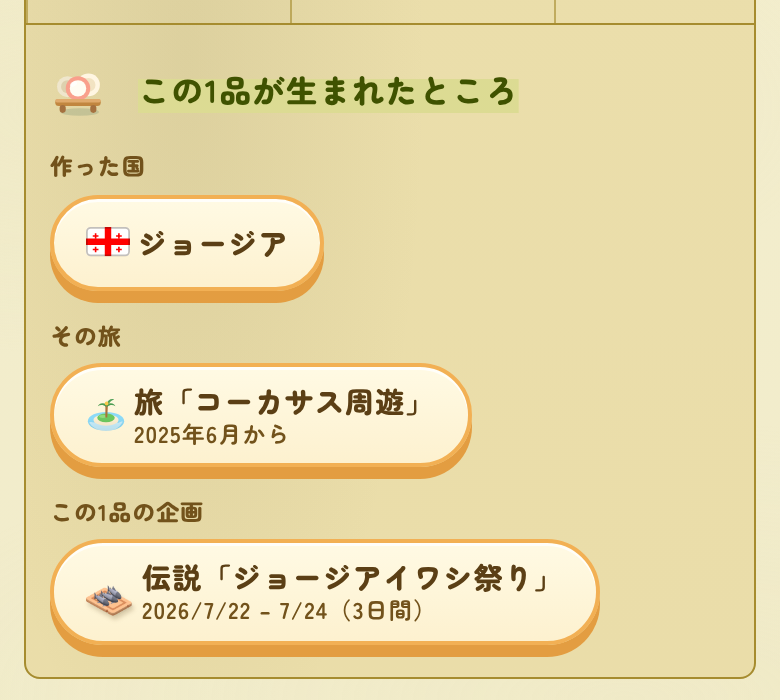 この1品が生まれたところ
作った国
ジョージア
その旅
旅「コーカサス周遊」
2025年6月から
この1品の企画
伝説「ジョージアイワシ祭り」
2026/7/22 – 7/24（3日間）